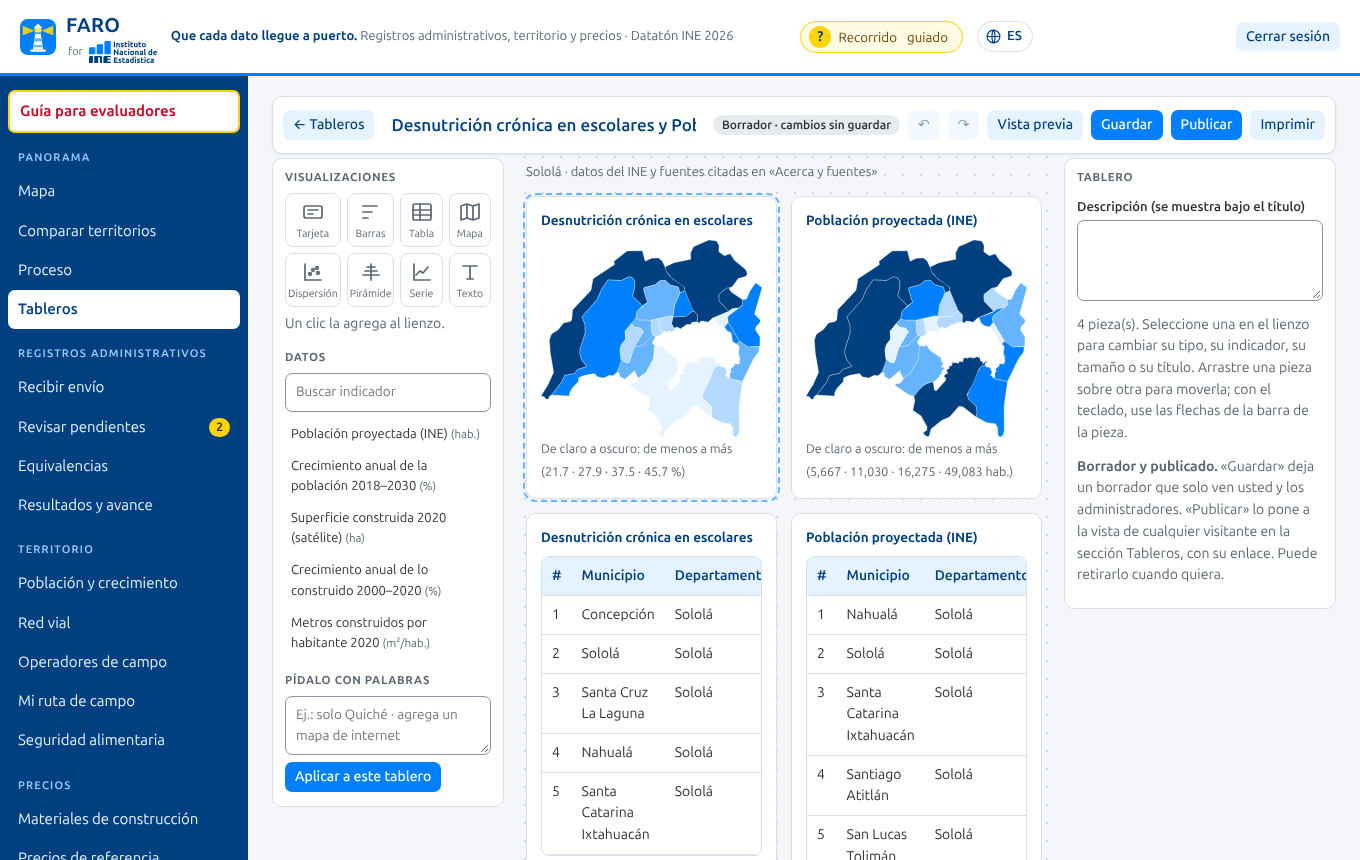 FARO
for Instituto Nacional de Estadística
INE
Que cada dato llegue a puerto. Registros administrativos, territorio y precios · Datatón INE 2026
? Recorrido guiado
ES
Cerrar sesión
Guía para evaluadores
PANORAMA
Mapa
Comparar territorios
Proceso
Tableros
REGISTROS ADMINISTRATIVOS
Recibir envío
Revisar pendientes 2
Equivalencias
Resultados y avance
TERRITORIO
Población y crecimiento
Red vial
Operadores de campo
Mi ruta de campo
Seguridad alimentaria
PRECIOS
Materiales de construcción
Precios de referencia
← Tableros
Desnutrición crónica en escolares y Pob
Borrador · cambios sin guardar
↶
↷
Vista previa
Guardar
Publicar
Imprimir
VISUALIZACIONES
Tarjeta
Barras
Tabla
Mapa
Dispersión
Pirámide
Serie
Texto
Un clic la agrega al lienzo.
DATOS
Buscar indicador
Población proyectada (INE) (hab.)
Crecimiento anual de la
población 2018–2030 (%)
Superficie construida 2020
(satélite) (ha)
Crecimiento anual de lo
construido 2000–2020 (%)
Metros construidos por
habitante 2020 (m²/hab.)
PÍDALO CON PALABRAS
Ej.: solo Quiché · agrega un
mapa de internet
Aplicar a este tablero
Sololá · datos del INE y fuentes citadas en «Acerca y fuentes»
Desnutrición crónica en escolares
De claro a oscuro: de menos a más
(21.7 · 27.9 · 37.5 · 45.7 %)
Población proyectada (INE)
De claro a oscuro: de menos a más
(5,667 · 11,030 · 16,275 · 49,083 hab.)
Desnutrición crónica en escolares
# Municipio Departament
1 Concepción Sololá
2 Sololá Sololá
3 Santa Cruz Sololá
La Laguna
4 Nahualá Sololá
5 Santa Sololá
Catarina
Ixtahuacán
Población proyectada (INE)
# Municipio Departamento
1 Nahualá Sololá
2 Sololá Sololá
3 Santa Sololá
Catarina
Ixtahuacán
4 Santiago Sololá
Atitlán
5 San Lucas Sololá
Tolimán
TABLERO
Descripción (se muestra bajo el título)
4 pieza(s). Seleccione una en el lienzo
para cambiar su tipo, su indicador, su
tamaño o su título. Arrastre una pieza
sobre otra para moverla; con el
teclado, use las flechas de la barra de
la pieza.
Borrador y publicado. «Guardar» deja
un borrador que solo ven usted y los
administradores. «Publicar» lo pone a
la vista de cualquier visitante en la
sección Tableros, con su enlace. Puede
retirarlo cuando quiera.